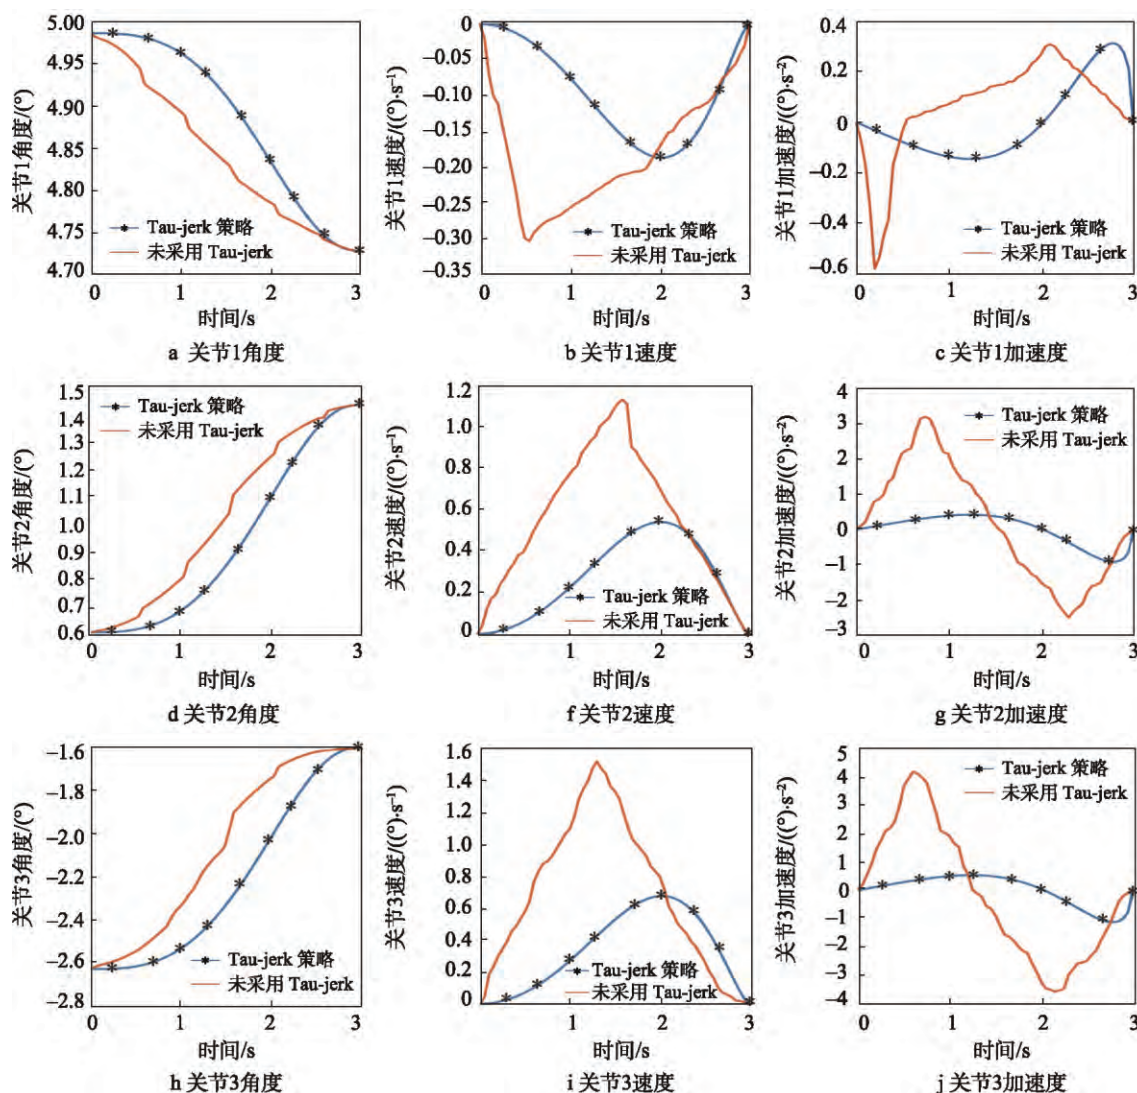 5.00
4.95
4.90
4.85
4.80
4.75
4.70
关节1角度/(°)
Tau-jerk 策略
未采用 Tau-jerk
0 1 2 3
时间/s
a 关节1角度
0
−0.05
−0.10
−0.15
−0.20
−0.25
−0.30
−0.35
关节1速度/((°)·s⁻¹)
Tau-jerk 策略
未采用 Tau-jerk
0 1 2 3
时间/s
b 关节1速度
0.4
0.2
0
−0.2
−0.4
−0.6
关节1加速度/((°)·s⁻²)
Tau-jerk 策略
未采用 Tau-jerk
0 1 2 3
时间/s
c 关节1加速度
1.5
1.4
1.3
1.2
1.1
1.0
0.9
0.8
0.7
0.6
关节2角度/(°)
Tau-jerk 策略
未采用 Tau-jerk
0 1 2 3
时间/s
d 关节2角度
1.2
1.0
0.8
0.6
0.4
0.2
0
关节2速度/((°)·s⁻¹)
Tau-jerk 策略
未采用 Tau-jerk
0 1 2 3
时间/s
f 关节2速度
4
3
2
1
0
−1
−2
−3
关节2加速度/((°)·s⁻²)
Tau-jerk 策略
未采用 Tau-jerk
0 1 2 3
时间/s
g 关节2加速度
−1.6
−1.8
−2.0
−2.2
−2.4
−2.6
−2.8
关节3角度/(°)
Tau-jerk 策略
未采用 Tau-jerk
0 1 2 3
时间/s
h 关节3角度
1.6
1.4
1.2
1.0
0.8
0.6
0.4
0.2
0
关节3速度/((°)·s⁻¹)
Tau-jerk 策略
未采用 Tau-jerk
0 1 2 3
时间/s
i 关节3速度
5
4
3
2
1
0
−1
−2
−3
−4
关节3加速度/((°)·s⁻²)
Tau-jerk 策略
未采用 Tau-jerk
0 1 2 3
时间/s
j 关节3加速度